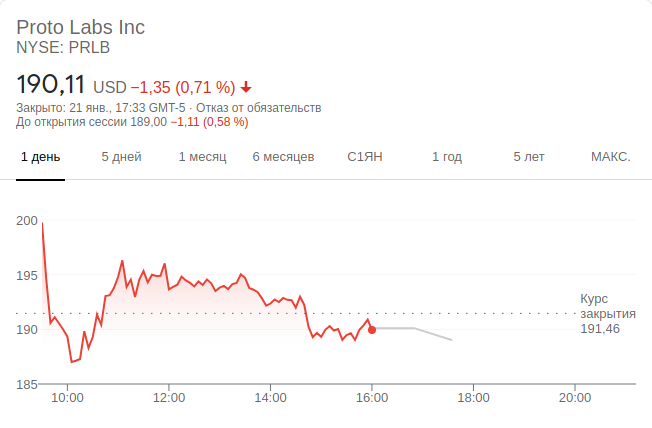 Proto Labs Inc
NYSE: PRLB
190,11 USD −1,35 (0,71 %)
Закрыто: 21 янв., 17:33 GMT-5 · Отказ от обязательств
До открытия сессии 189,00 −1,11 (0,58 %)
1 день 5 дней 1 месяц 6 месяцев С1ЯН 1 год 5 лет МАКС.
200
195
Курс
закрытия
190 191,46
185
10:00 12:00 14:00 16:00 18:00 20:00